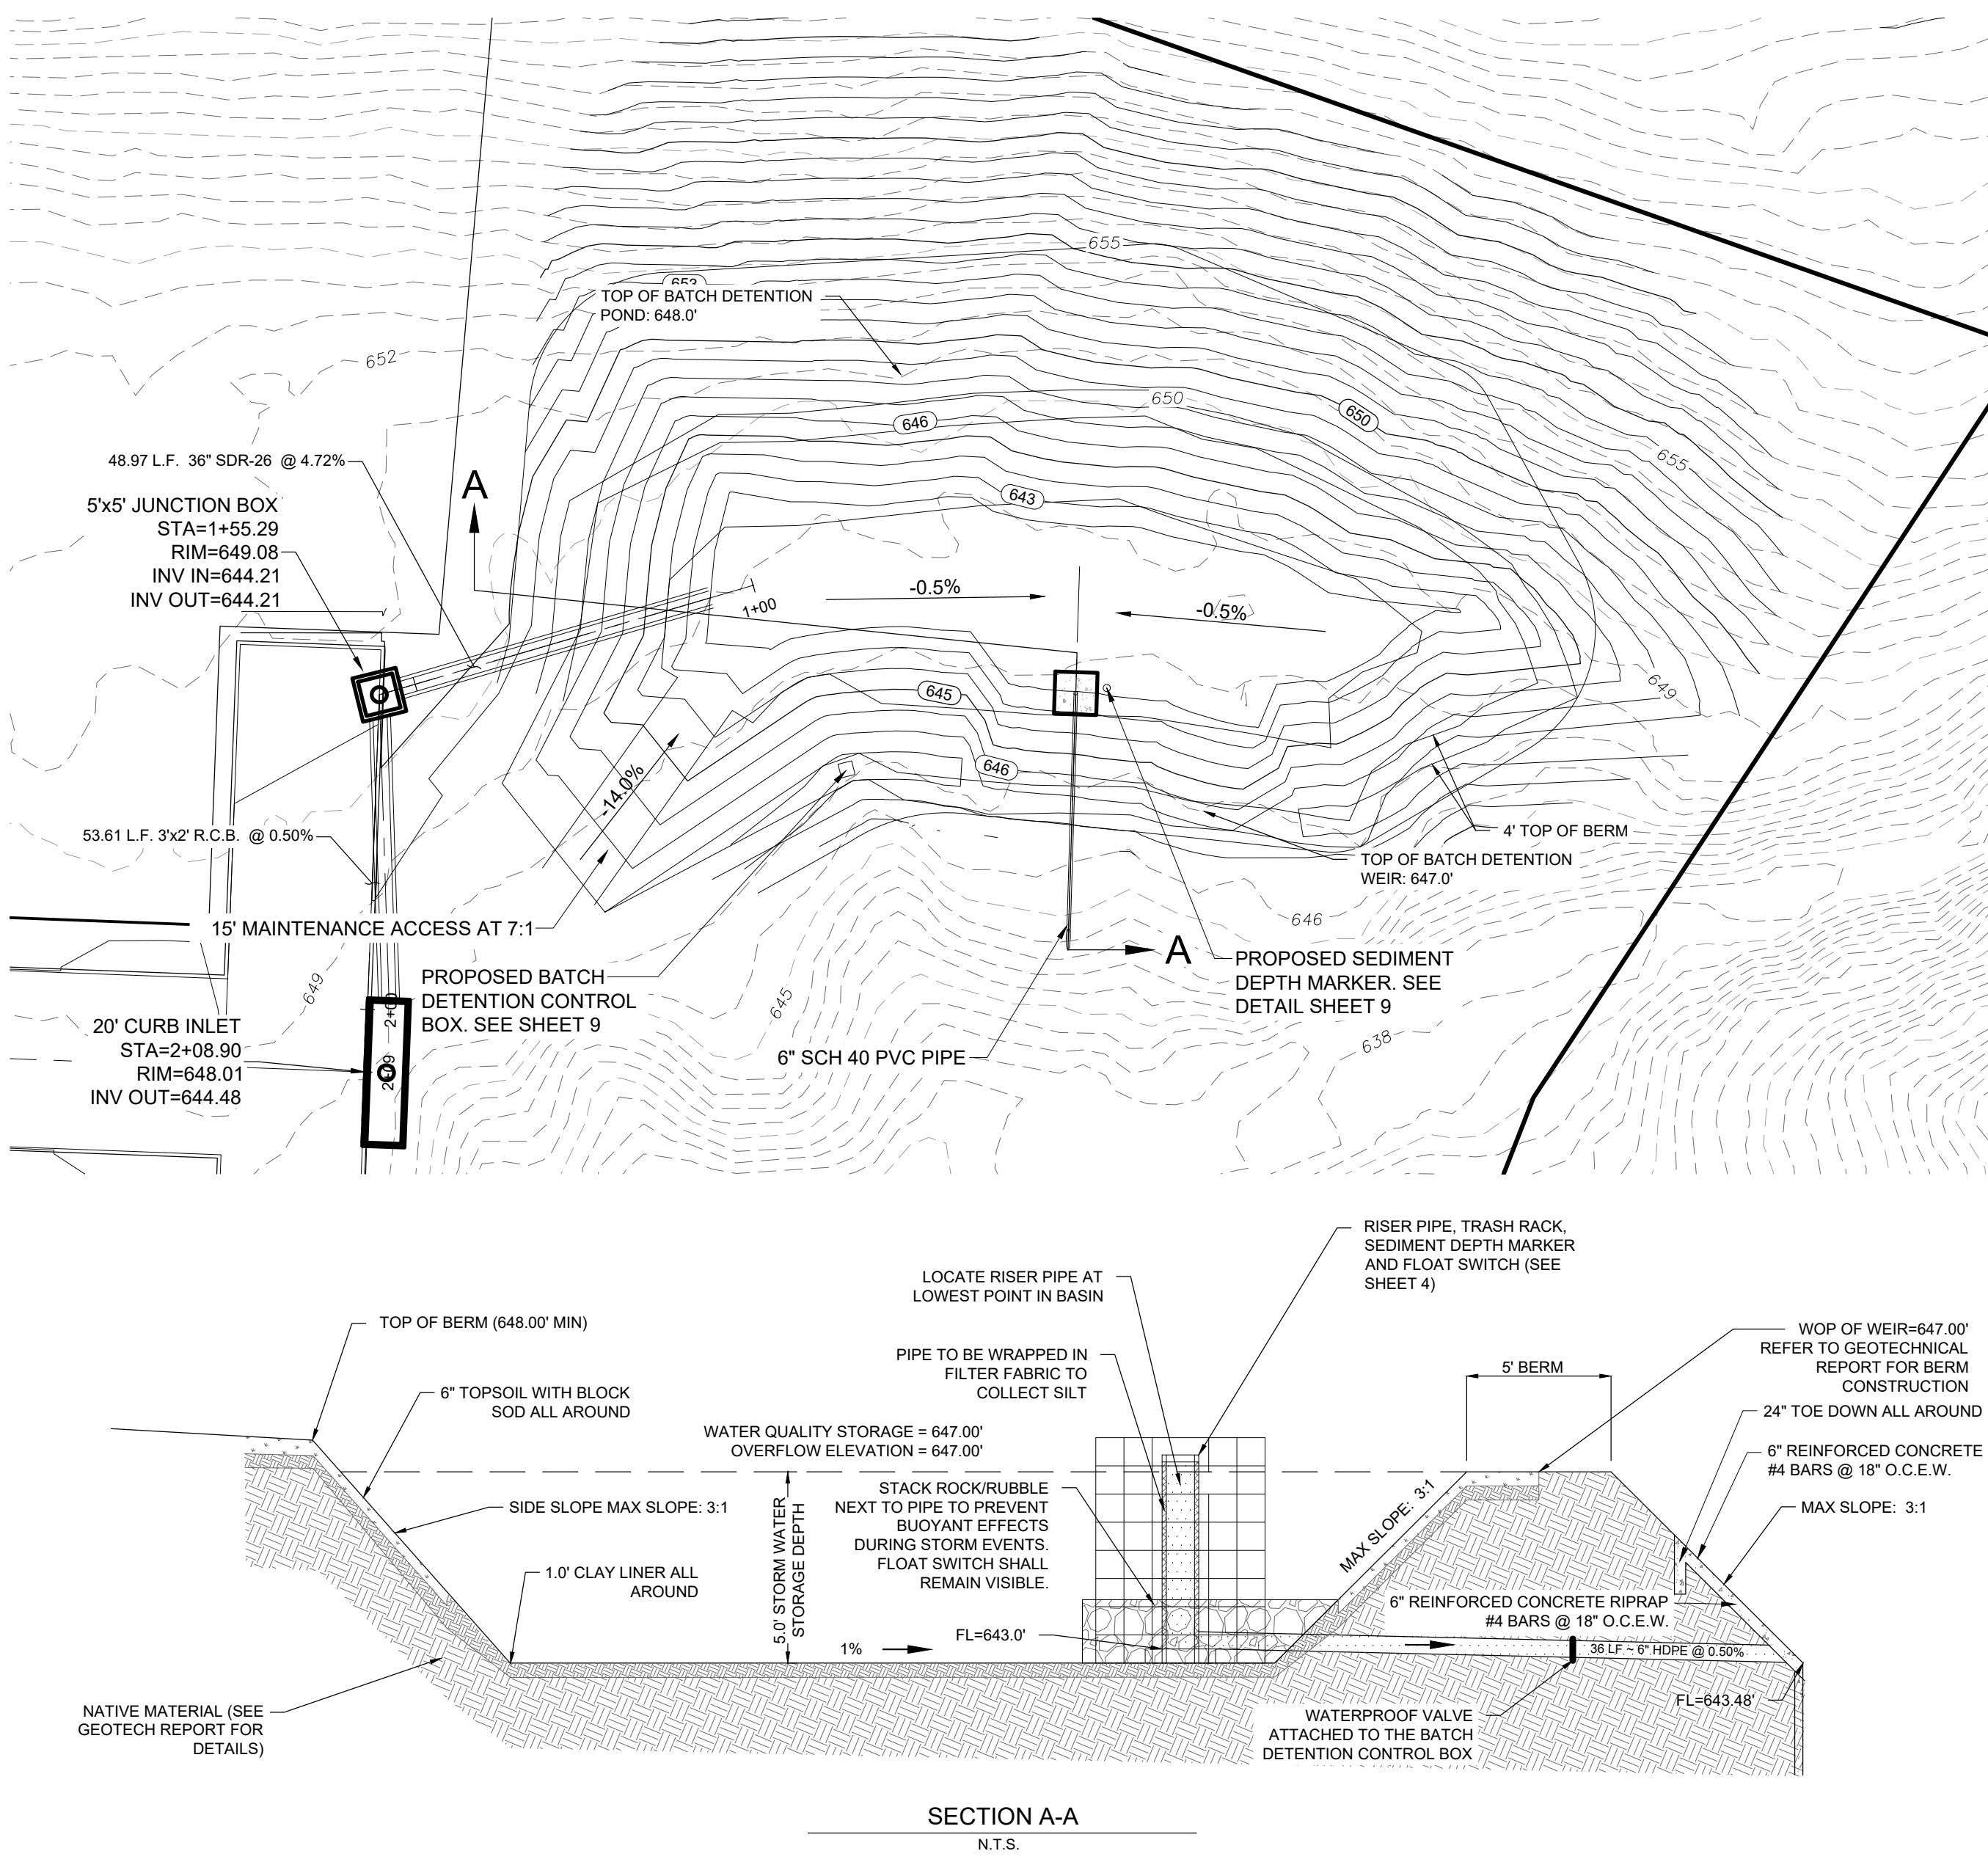 655
653
TOP OF BATCH DETENTION
POND: 648.0'
652
650
646
650
655
48.97 L.F. 36" SDR-26 @ 4.72%
A
5'x5' JUNCTION BOX
STA=1+55.29
RIM=649.08
INV IN=644.21
INV OUT=644.21
643
-0.5%
1+00
-0.5%
645
649
646
-14.0%
53.61 L.F. 3'x2' R.C.B. @ 0.50%
4' TOP OF BERM
TOP OF BATCH DETENTION
WEIR: 647.0'
646
15' MAINTENANCE ACCESS AT 7:1
A
PROPOSED SEDIMENT
DEPTH MARKER. SEE
DETAIL SHEET 9
PROPOSED BATCH
DETENTION CONTROL
BOX. SEE SHEET 9
649
645
638
2+00
2+09
20' CURB INLET
STA=2+08.90
RIM=648.01
INV OUT=644.48
6" SCH 40 PVC PIPE
RISER PIPE, TRASH RACK,
SEDIMENT DEPTH MARKER
AND FLOAT SWITCH (SEE
SHEET 4)
LOCATE RISER PIPE AT
LOWEST POINT IN BASIN
TOP OF BERM (648.00' MIN)
WOP OF WEIR=647.00'
REFER TO GEOTECHNICAL
REPORT FOR BERM
CONSTRUCTION
PIPE TO BE WRAPPED IN
FILTER FABRIC TO
COLLECT SILT
5' BERM
6" TOPSOIL WITH BLOCK
SOD ALL AROUND
24" TOE DOWN ALL AROUND
WATER QUALITY STORAGE = 647.00'
OVERFLOW ELEVATION = 647.00'
6" REINFORCED CONCRETE
#4 BARS @ 18" O.C.E.W.
STACK ROCK/RUBBLE
NEXT TO PIPE TO PREVENT
BUOYANT EFFECTS
DURING STORM EVENTS.
FLOAT SWITCH SHALL
REMAIN VISIBLE.
SIDE SLOPE MAX SLOPE: 3:1
MAX SLOPE: 3:1
MAX SLOPE: 3:1
5.0' STORM WATER
STORAGE DEPTH
1.0' CLAY LINER ALL
AROUND
6" REINFORCED CONCRETE RIPRAP
#4 BARS @ 18" O.C.E.W.
FL=643.0'
1%
36 LF ~ 6" HDPE @ 0.50%
FL=643.48'
NATIVE MATERIAL (SEE
GEOTECH REPORT FOR
DETAILS)
WATERPROOF VALVE
ATTACHED TO THE BATCH
DETENTION CONTROL BOX
SECTION A-A
N.T.S.